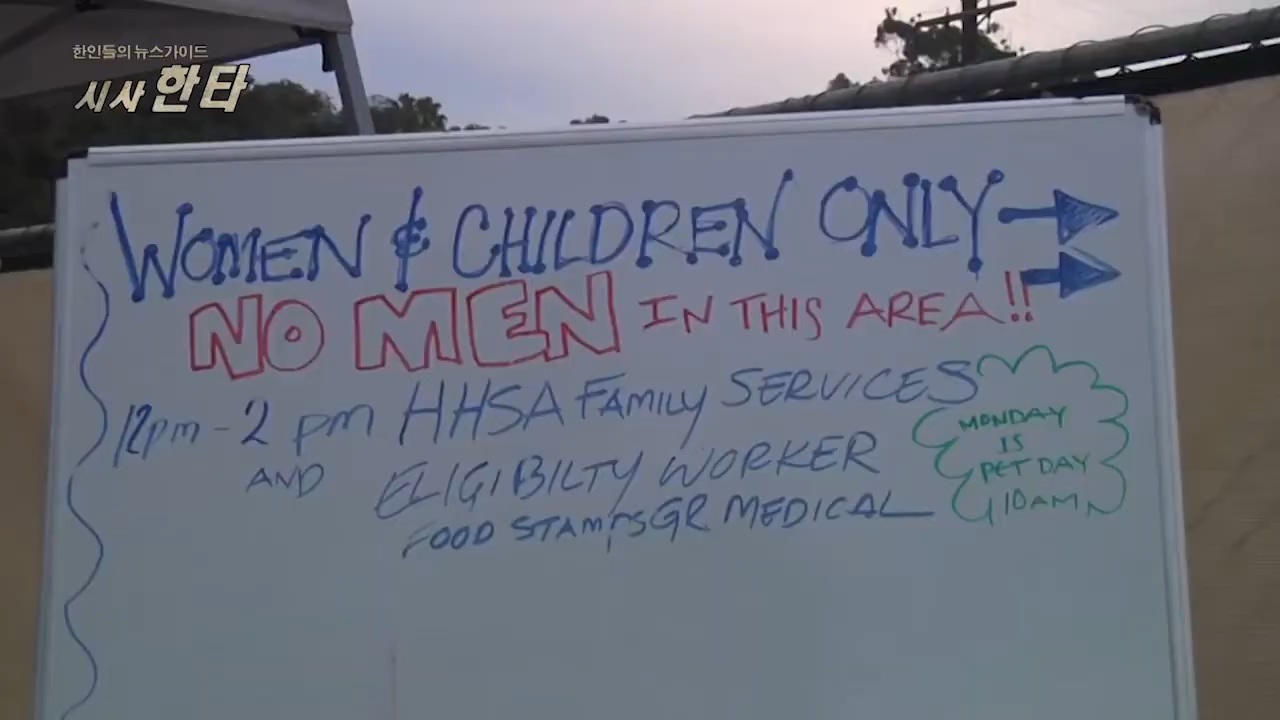 한인들의 뉴스가이드
시사 한타
WOMEN & CHILDREN ONLY
NO MEN IN THIS AREA!!
12pm - 2 pm HHSA FAMILY SERVICES
AND ELIGIBILTY WORKER
FOOD STAMPS GR MEDICAL
MONDAY
IS
PET DAY
10AM